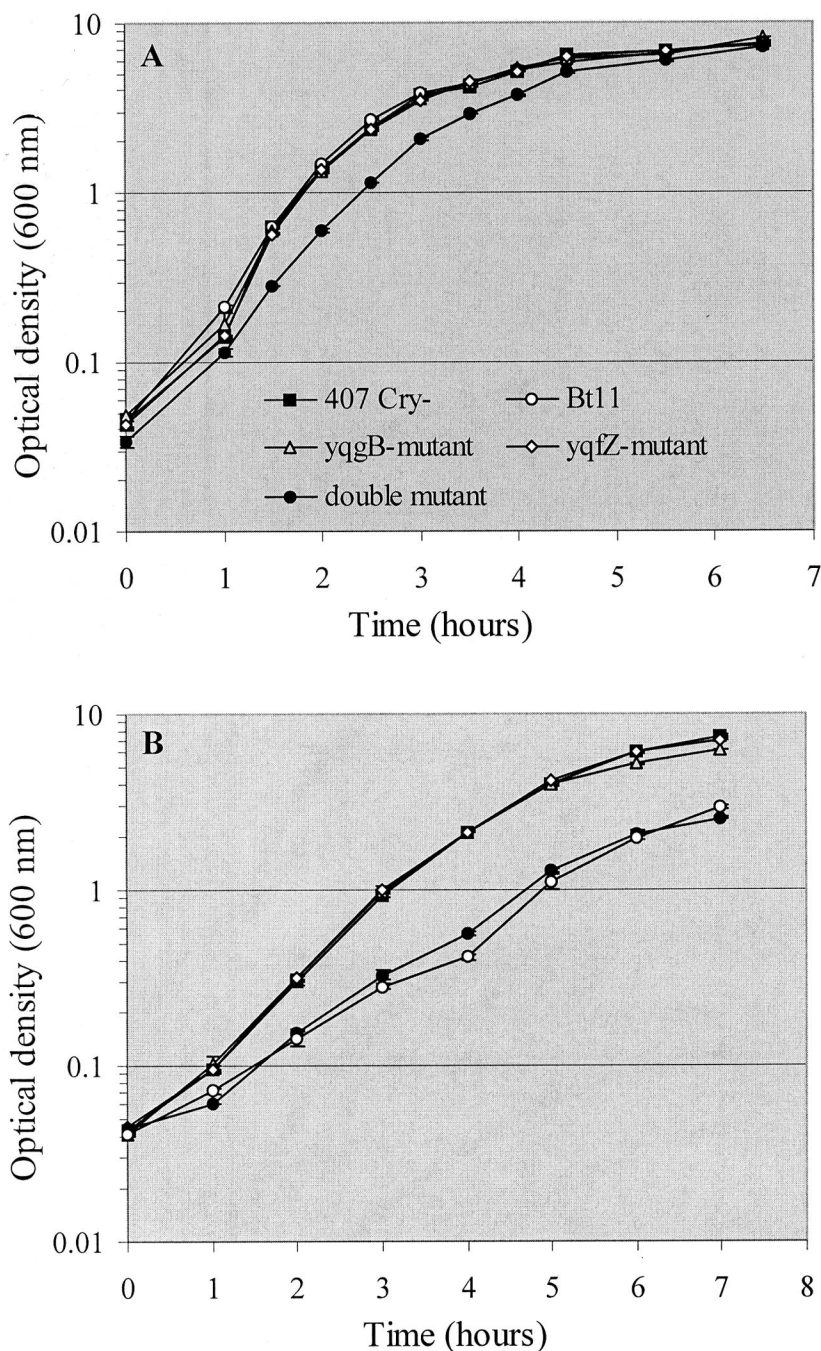 A
Optical density (600 nm)
10
1
0.1
0.01
407 Cry-
Bt11
yqgB-mutant
yqfZ-mutant
double mutant
0 1 2 3 4 5 6 7
Time (hours)
B
Optical density (600 nm)
10
1
0.1
0.01
0 1 2 3 4 5 6 7 8
Time (hours)